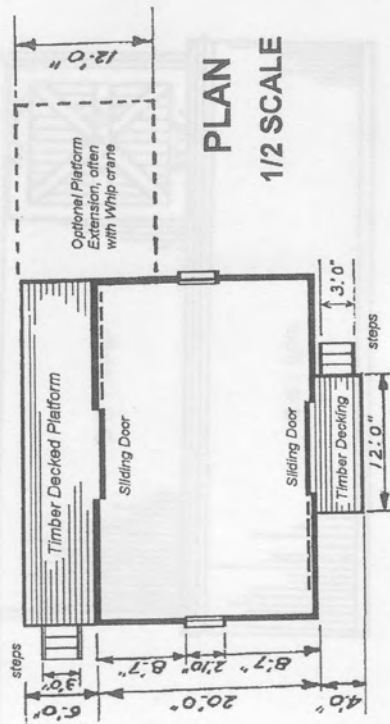 12'0"
Optional Platform
Extension, often
with Whip crane
PLAN
1/2 SCALE
Timber Decked Platform
Sliding Door
Sliding Door
Timber Decking
3'0"
steps
12'0"
steps
3'0"
6'0"
8'7"
2'10"
8'7"
20'0"
4'0"